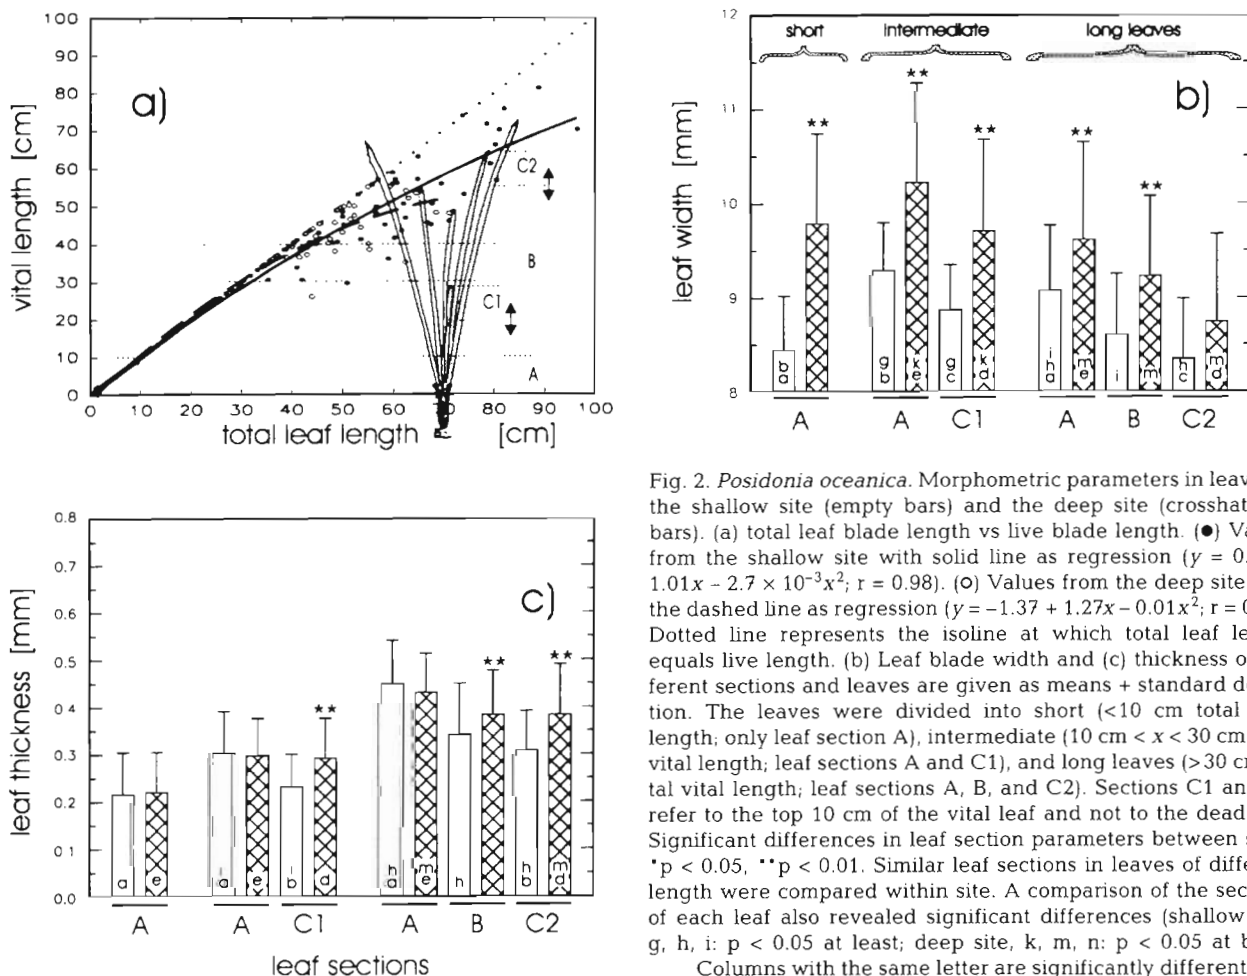 a)
vital length [cm]
100
90
80
70
60
50
40
30
20
10
0
C2
B
C1
A
0 10 20 30 40 50 60 70 80 90 100
total leaf length [cm]
b)
leaf width [mm]
12
11
10
9
8
short intermediate long leaves
** ** ** ** **
b a
g b
k e
g c
k d
i h a
m e
i
m
h c
m d
A A C1 A B C2
c)
leaf thickness [mm]
0.8
0.7
0.6
0.5
0.4
0.3
0.2
0.1
0.0
** ** **
a e e i b d h a m e h h b m d
A A C1 A B C2
leaf sections
Fig. 2. Posidonia oceanica. Morphometric parameters in leav
the shallow site (empty bars) and the deep site (crosshat
bars). (a) total leaf blade length vs live blade length. (●) Va
from the shallow site with solid line as regression (y = 0.
1.01x – 2.7 × 10⁻³x²; r = 0.98). (o) Values from the deep site
the dashed line as regression (y = –1.37 + 1.27x – 0.01x²; r = 0
Dotted line represents the isoline at which total leaf le
equals live length. (b) Leaf blade width and (c) thickness o
ferent sections and leaves are given as means + standard de
tion. The leaves were divided into short (<10 cm total
length; only leaf section A), intermediate (10 cm < x < 30 cm
vital length; leaf sections A and C1), and long leaves (>30 cm
tal vital length; leaf sections A, B, and C2). Sections C1 an
refer to the top 10 cm of the vital leaf and not to the dead
Significant differences in leaf section parameters between s
*p < 0.05, **p < 0.01. Similar leaf sections in leaves of diffe
length were compared within site. A comparison of the sec
of each leaf also revealed significant differences (shallow
g, h, i: p < 0.05 at least; deep site, k, m, n: p < 0.05 at b
Columns with the same letter are significantly different